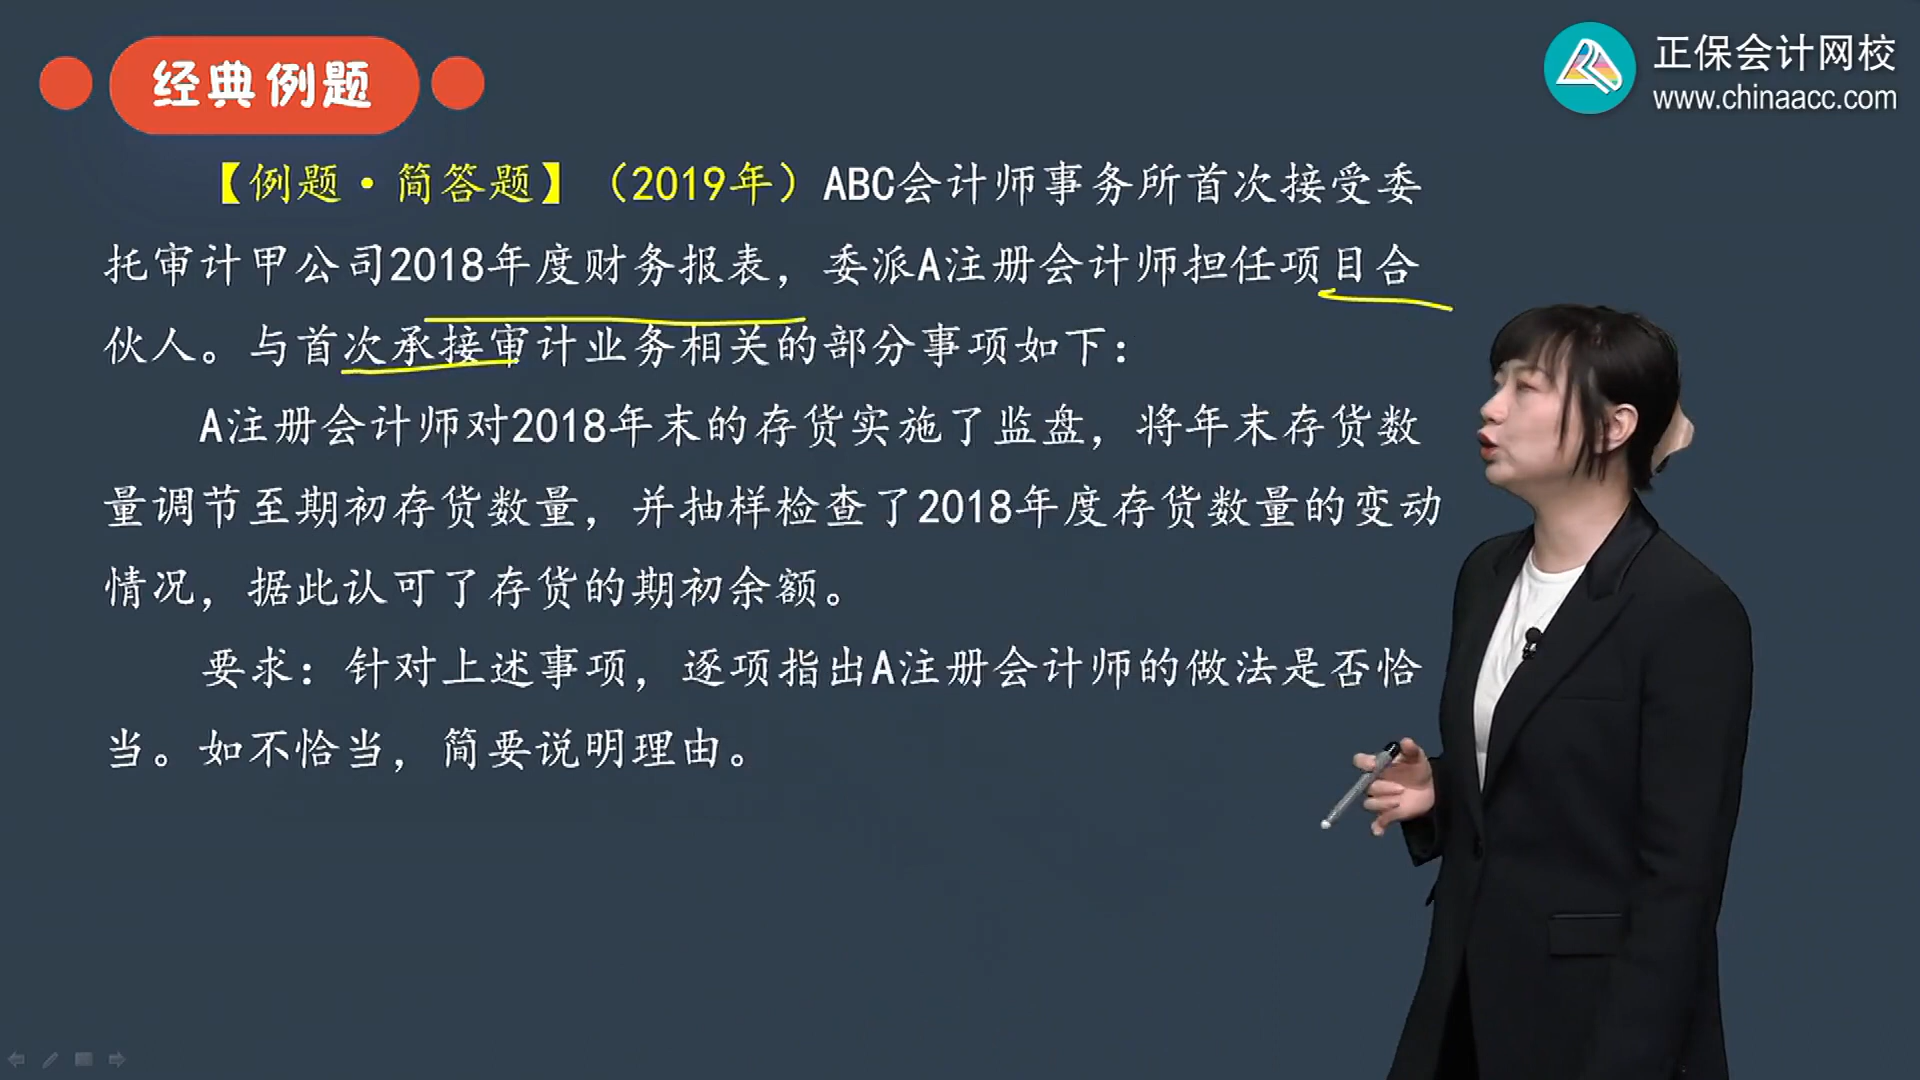 经典例题
正保会计网校
www.chinaacc.com
【例题·简答题】（2019年）ABC会计师事务所首次接受委
托审计甲公司2018年度财务报表，委派A注册会计师担任项目合
伙人。与首次承接审计业务相关的部分事项如下：
A注册会计师对2018年末的存货实施了监盘，将年末存货数
量调节至期初存货数量，并抽样检查了2018年度存货数量的变动
情况，据此认可了存货的期初余额。
要求：针对上述事项，逐项指出A注册会计师的做法是否恰
当。如不恰当，简要说明理由。